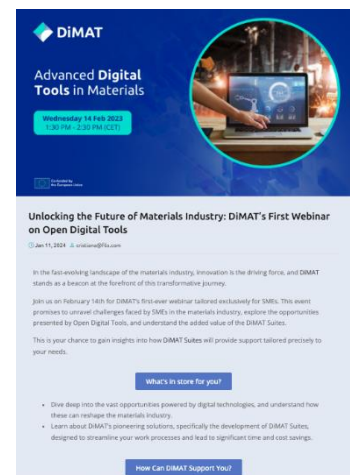 DiMAT
Advanced Digital
Tools in Materials
Wednesday 14 Feb 2023
1:30 PM - 2:30 PM (CET)
Co-funded by
the European Union
Unlocking the Future of Materials Industry: DiMAT's First Webinar
on Open Digital Tools
Jan 11, 2024
In the fast-evolving landscape of the materials industry, innovation is the driving force, and DiMAT
stands as a beacon at the forefront of this transformative journey.
Join us on February 14th for DiMAT's first-ever webinar tailored exclusively for SMEs. This event
promises to unravel challenges faced by SMEs in the materials industry, explore the opportunities
presented by Open Digital Tools, and understand the added value of the DiMAT Suites.
This is your chance to gain insights into how DiMAT Suites will provide support tailored precisely to
your needs.
What's in store for you?
• Dive deep into the vast opportunities powered by digital technologies, and understand how
these can reshape the materials industry.
• Learn about DiMAT's pioneering solutions, specifically the development of DiMAT Suites,
designed to streamline your work processes and lead to significant time and cost savings.
How Can DiMAT Support You?